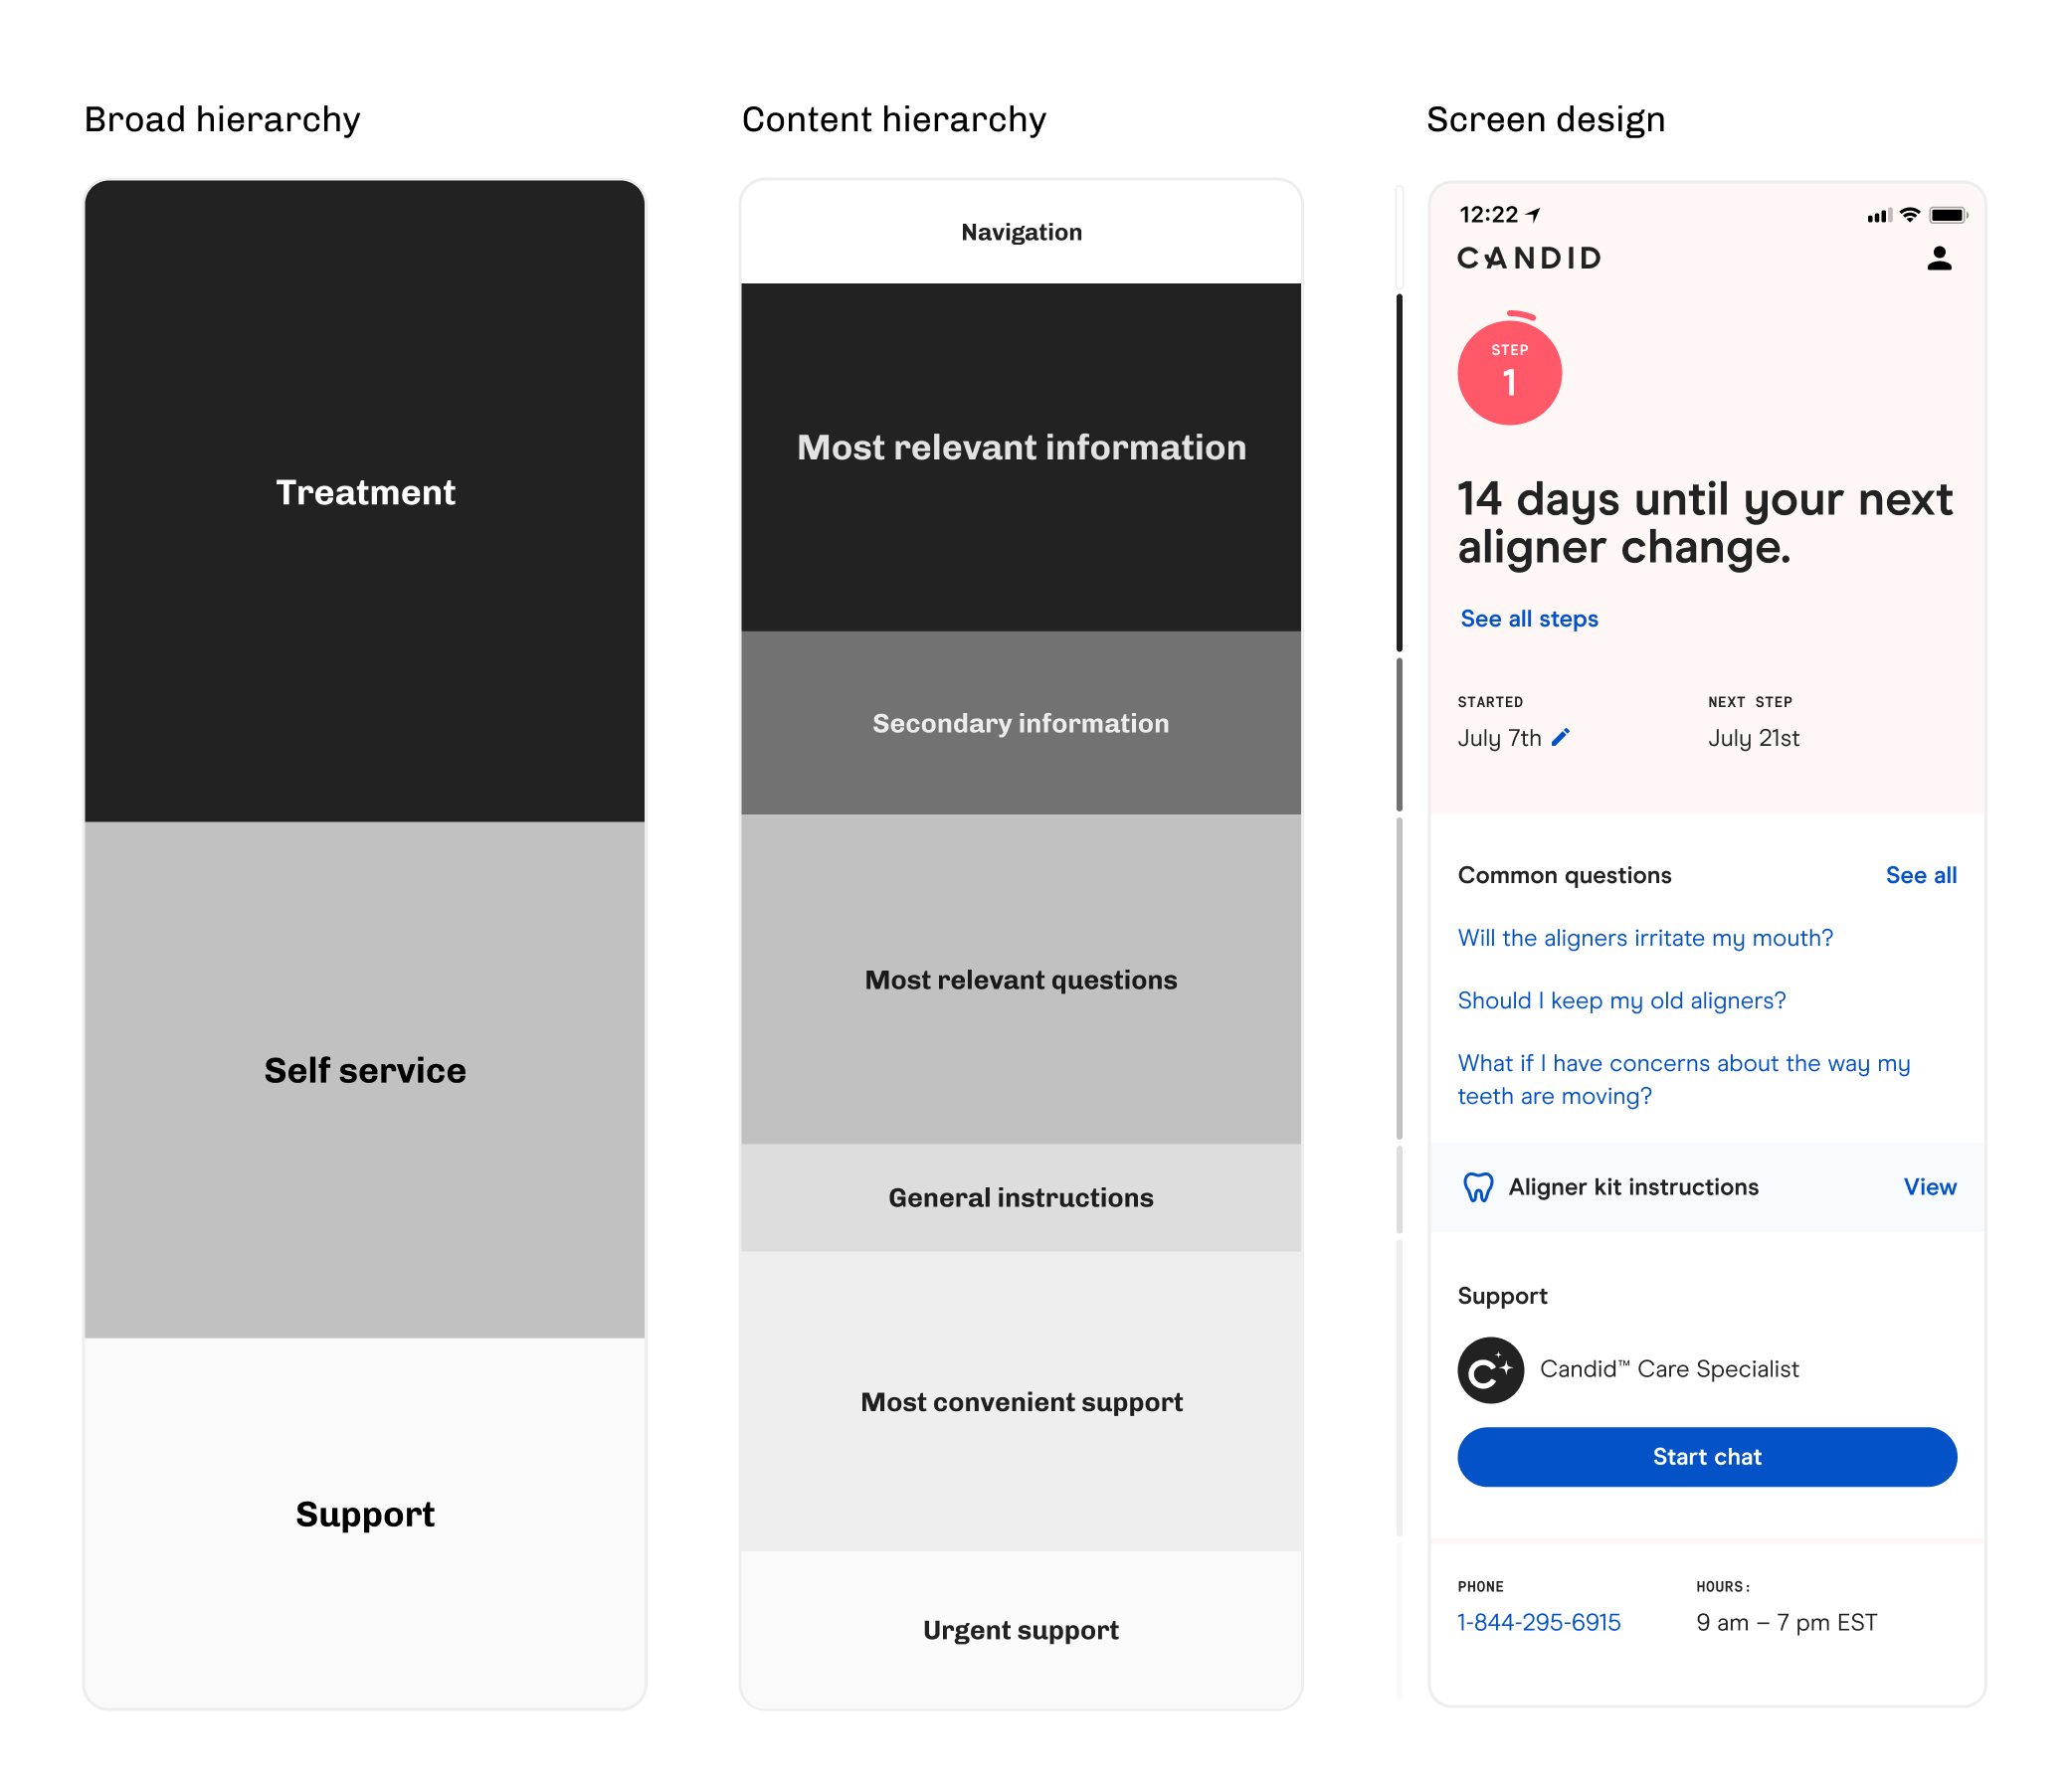 Broad hierarchy
Treatment
Self service
Support
Content hierarchy
Navigation
Most relevant information
Secondary information
Most relevant questions
General instructions
Most convenient support
Urgent support
Screen design
12:22
CANDID
STEP
1
14 days until your next
aligner change.
See all steps
STARTED
July 7th
NEXT STEP
July 21st
Common questions
See all
Will the aligners irritate my mouth?
Should I keep my old aligners?
What if I have concerns about the way my
teeth are moving?
Aligner kit instructions
View
Support
C
Candid™ Care Specialist
Start chat
PHONE
1-844-295-6915
HOURS:
9 am – 7 pm EST